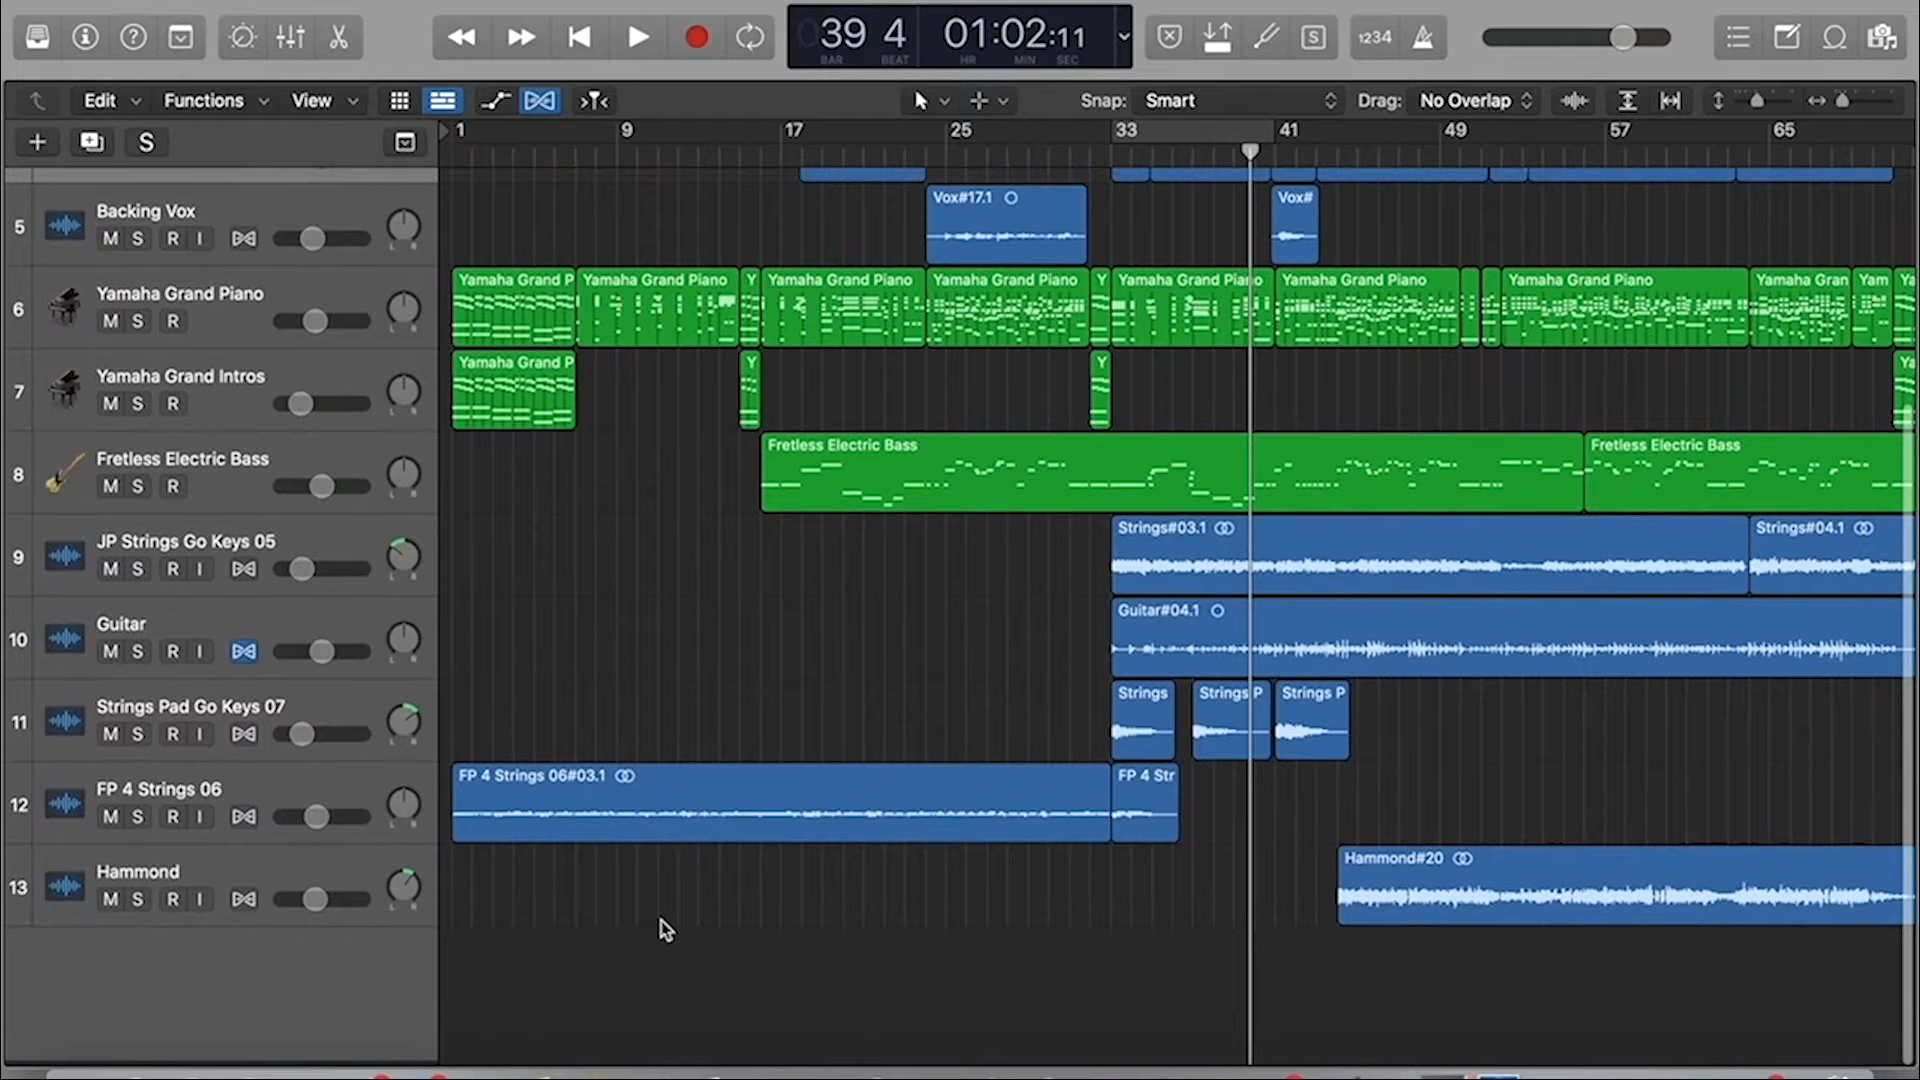 39 4 01:02:11
BAR BEAT HR MIN SEC
S 1234
Edit Functions View Snap: Smart Drag: No Overlap
S
1 9 17 25 33 41 49 57 65
5 Backing Vox
M S R I
Vox#17.1 Vox#
6 Yamaha Grand Piano
M S R
Yamaha Grand P Yamaha Grand Piano Y Yamaha Grand Piano Yamaha Grand Piano Y Yamaha Grand Piano Yamaha Grand Piano Yamaha Grand Piano Yamaha Gran Yam Ya
7 Yamaha Grand Intros
M S R
Yamaha Grand P Y Y Ya
8 Fretless Electric Bass
M S R
Fretless Electric Bass Fretless Electric Bass
9 JP Strings Go Keys 05
M S R I
Strings#03.1 Strings#04.1
10 Guitar
M S R I
Guitar#04.1
11 Strings Pad Go Keys 07
M S R I
Strings Strings P Strings P
12 FP 4 Strings 06
M S R I
FP 4 Strings 06#03.1 FP 4 Str
13 Hammond
M S R I
Hammond#20